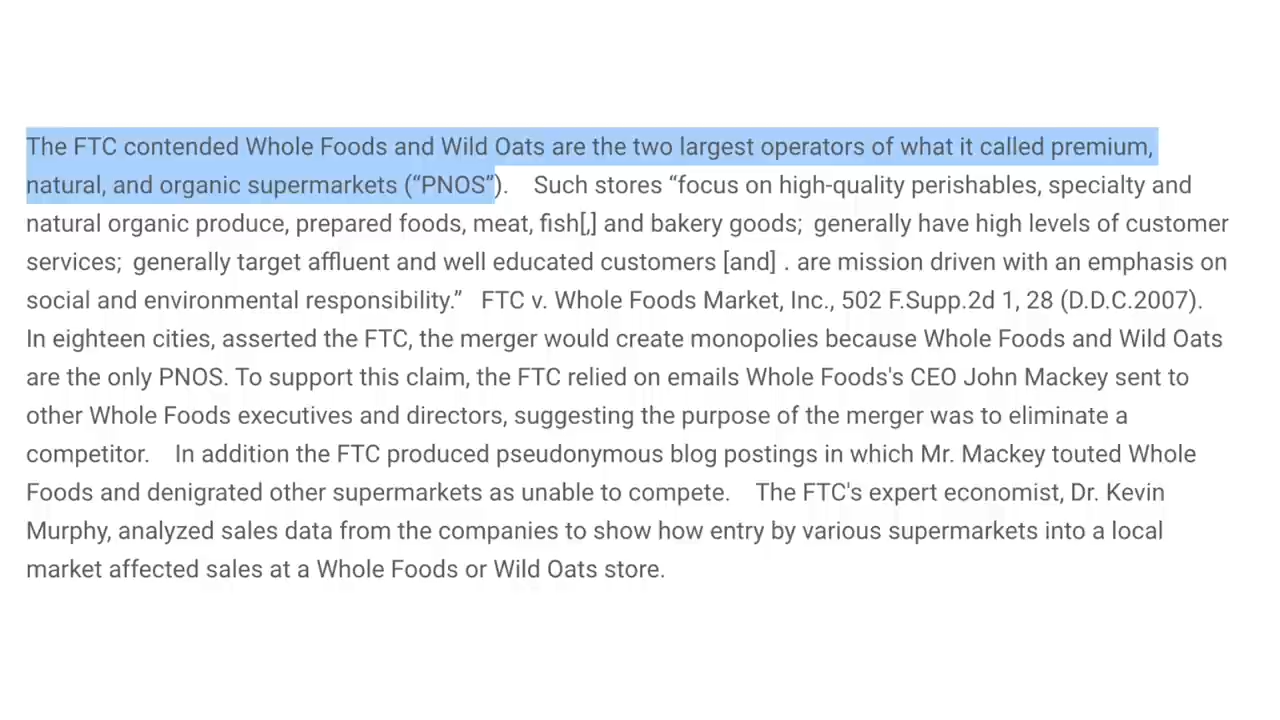 The FTC contended Whole Foods and Wild Oats are the two largest operators of what it called premium,
natural, and organic supermarkets (“PNOS”). Such stores “focus on high-quality perishables, specialty and
natural organic produce, prepared foods, meat, fish[,] and bakery goods; generally have high levels of customer
services; generally target affluent and well educated customers [and] . are mission driven with an emphasis on
social and environmental responsibility.” FTC v. Whole Foods Market, Inc., 502 F.Supp.2d 1, 28 (D.D.C.2007).
In eighteen cities, asserted the FTC, the merger would create monopolies because Whole Foods and Wild Oats
are the only PNOS. To support this claim, the FTC relied on emails Whole Foods's CEO John Mackey sent to
other Whole Foods executives and directors, suggesting the purpose of the merger was to eliminate a
competitor. In addition the FTC produced pseudonymous blog postings in which Mr. Mackey touted Whole
Foods and denigrated other supermarkets as unable to compete. The FTC's expert economist, Dr. Kevin
Murphy, analyzed sales data from the companies to show how entry by various supermarkets into a local
market affected sales at a Whole Foods or Wild Oats store.